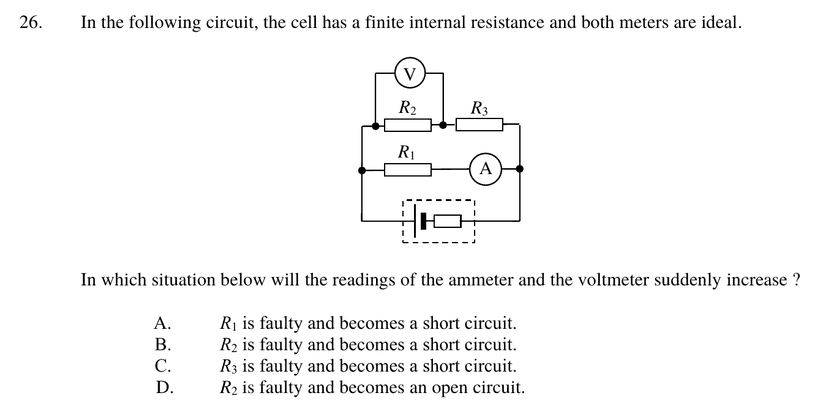 26. In the following circuit, the cell has a finite internal resistance and both meters are ideal.
V
R2 R3
R1
A
In which situation below will the readings of the ammeter and the voltmeter suddenly increase ?
A. R1 is faulty and becomes a short circuit.
B. R2 is faulty and becomes a short circuit.
C. R3 is faulty and becomes a short circuit.
D. R2 is faulty and becomes an open circuit.